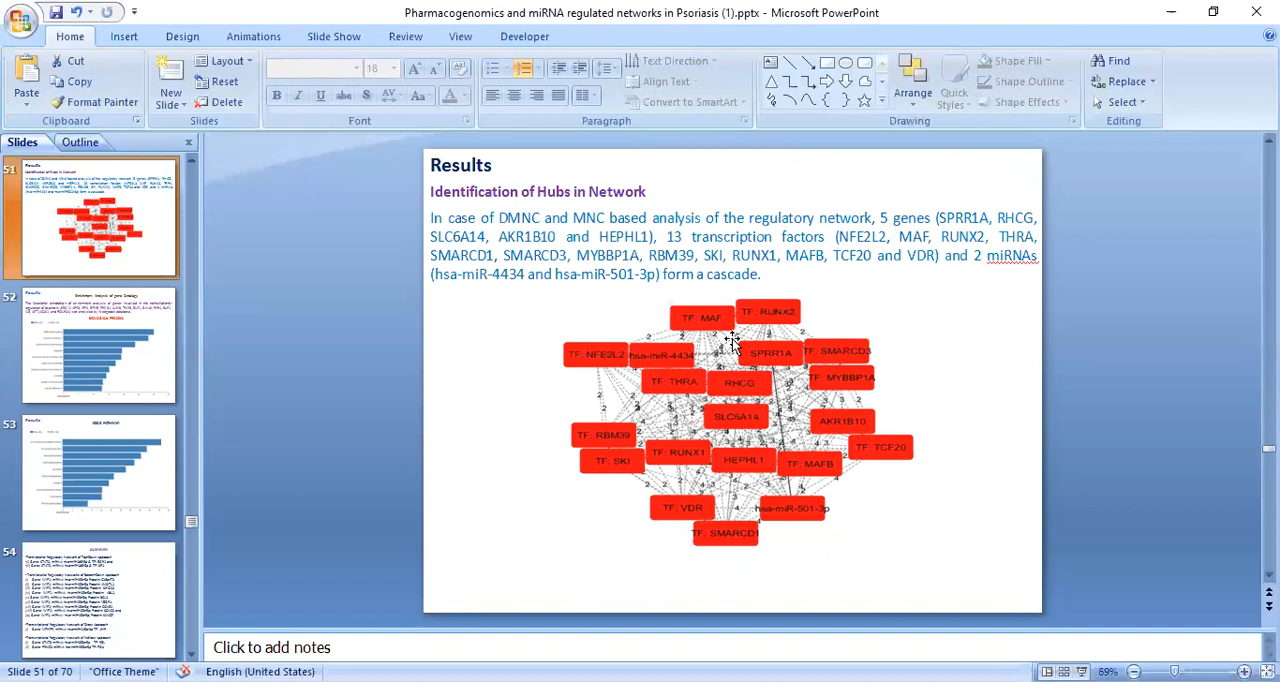 Pharmacogenomics and miRNA regulated networks in Psoriasis (1).pptx - Microsoft PowerPoint
Home Insert Design Animations Slide Show Review View Developer
Paste
Cut
Copy
Format Painter
Clipboard
New Slide
Layout
Reset
Delete
Slides
18
Font
Text Direction
Align Text
Convert to SmartArt
Paragraph
Arrange
Quick Styles
Shape Fill
Shape Outline
Shape Effects
Drawing
Find
Replace
Select
Editing
Slides Outline
51
52
53
54
Results
Identification of Hubs in Network
In case of DMNC and MNC based analysis of the regulatory network, 5 genes (SPRR1A, RHCG,
SLC6A14, AKR1B10 and HEPHL1), 13 transcription factors (NFE2L2, MAF, RUNX2, THRA,
SMARCD1, SMARCD3, MYBBP1A, RBM39, SKI, RUNX1, MAFB, TCF20 and VDR) and 2 miRNAs
(hsa-miR-4434 and hsa-miR-501-3p) form a cascade.
TF: MAF
TF: RUNX2
TF: NFE2L2
hsa-miR-4434
SPRR1A
TF: SMARCD3
TF: THRA
RHCG
TF: MYBBP1A
SLC6A14
AKR1B10
TF: RBM39
TF: TCF20
TF: SKI
TF: RUNX1
HEPHL1
TF: MAFB
TF: VDR
hsa-miR-501-3p
TF: SMARCD1
Click to add notes
Slide 51 of 70 "Office Theme" English (United States) 69%